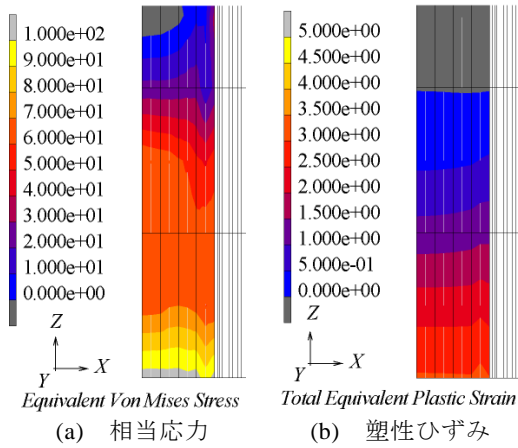 1.000e+02
9.000e+01
8.000e+01
7.000e+01
6.000e+01
5.000e+01
4.000e+01
3.000e+01
2.000e+01
1.000e+01
0.000e+00
Z
X
Y
Equivalent Von Mises Stress
(a) 相当応力
5.000e+00
4.500e+00
4.000e+00
3.500e+00
3.000e+00
2.500e+00
2.000e+00
1.500e+00
1.000e+00
5.000e-01
0.000e+00
Z
X
Y
Total Equivalent Plastic Strain
(b) 塑性ひずみ